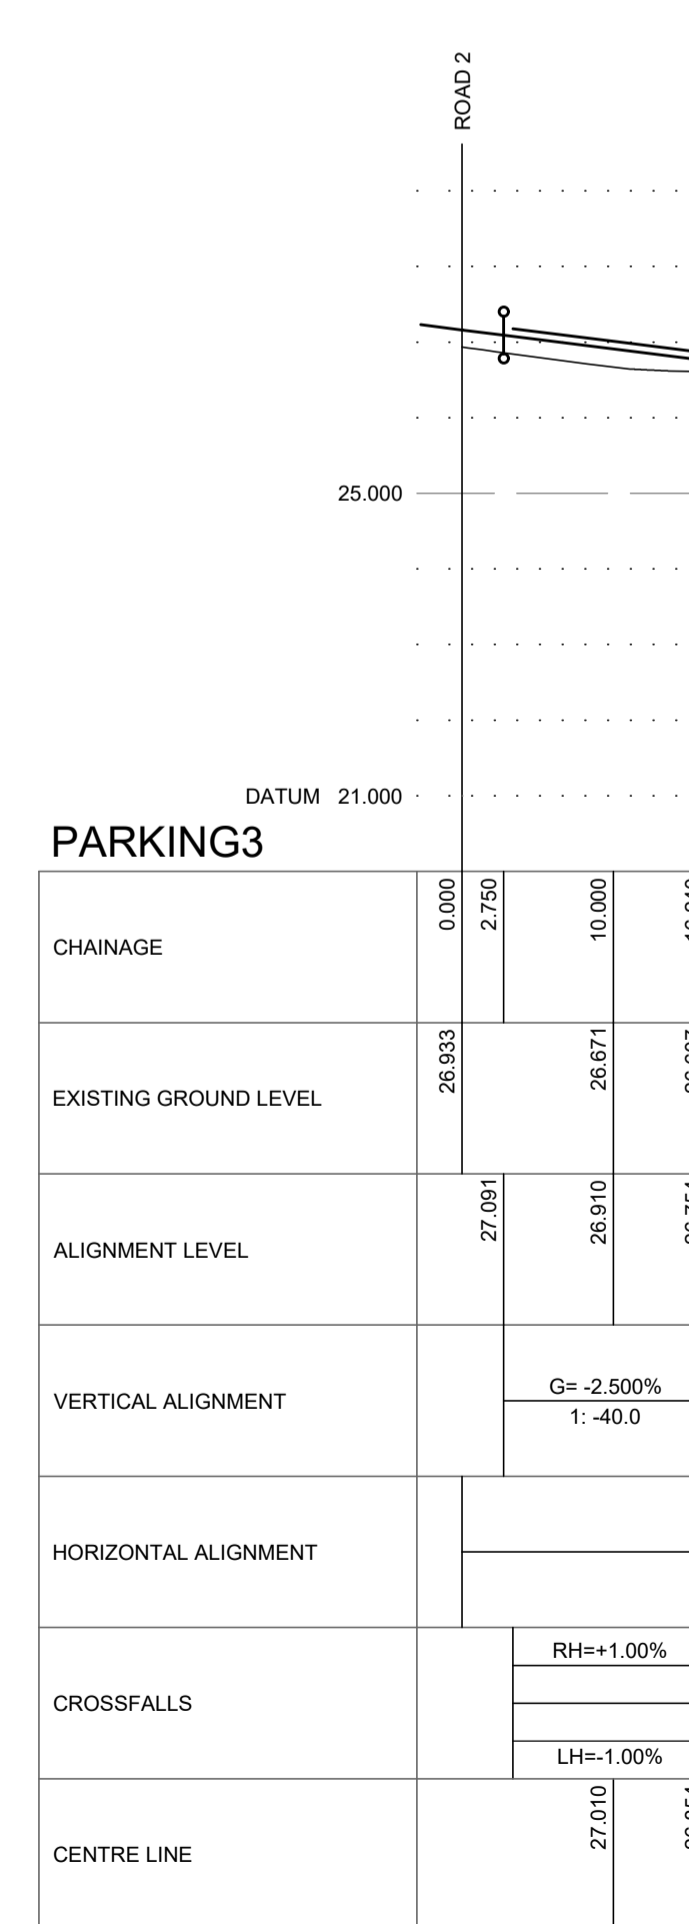 ROAD 2
25.000
DATUM 21.000
PARKING3
CHAINAGE
0.000
2.750
10.000
EXISTING GROUND LEVEL
26.933
26.671
ALIGNMENT LEVEL
27.091
26.910
VERTICAL ALIGNMENT
G= -2.500%
1: -40.0
HORIZONTAL ALIGNMENT
CROSSFALLS
RH=+1.00%
LH=-1.00%
CENTRE LINE
27.010